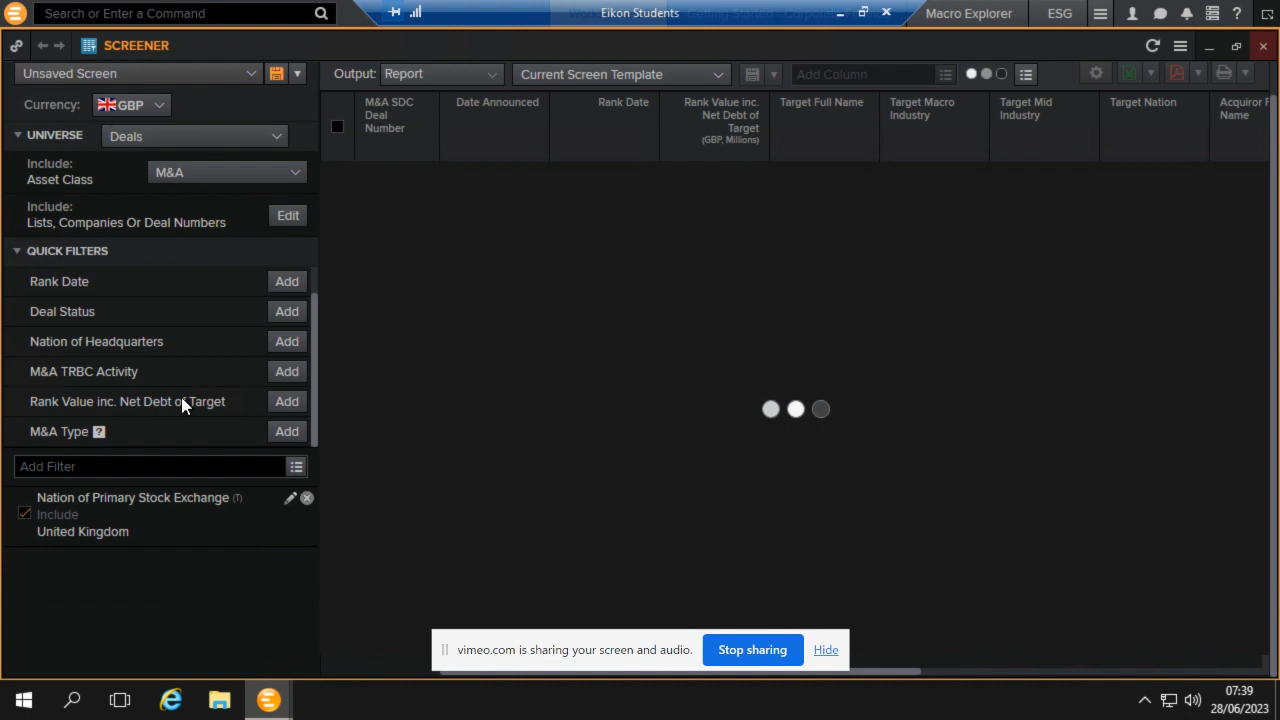 Search or Enter a Command
Eikon Students
Macro Explorer
ESG
?
SCREENER
Unsaved Screen
Output:
Report
Current Screen Template
Add Column
Currency:
GBP
UNIVERSE
Deals
Include:
Asset Class
M&A
Include:
Lists, Companies Or Deal Numbers
Edit
QUICK FILTERS
Rank Date
Add
Deal Status
Add
Nation of Headquarters
Add
M&A TRBC Activity
Add
Rank Value inc. Net Debt of Target
Add
M&A Type ?
Add
Add Filter
Nation of Primary Stock Exchange (T)
Include
United Kingdom
M&A SDC
Deal
Number
Date Announced
Rank Date
Rank Value inc.
Net Debt of
Target
(GBP, Millions)
Target Full Name
Target Macro
Industry
Target Mid
Industry
Target Nation
Acquiror F
Name
vimeo.com is sharing your screen and audio.
Stop sharing
Hide
07:39
28/06/2023